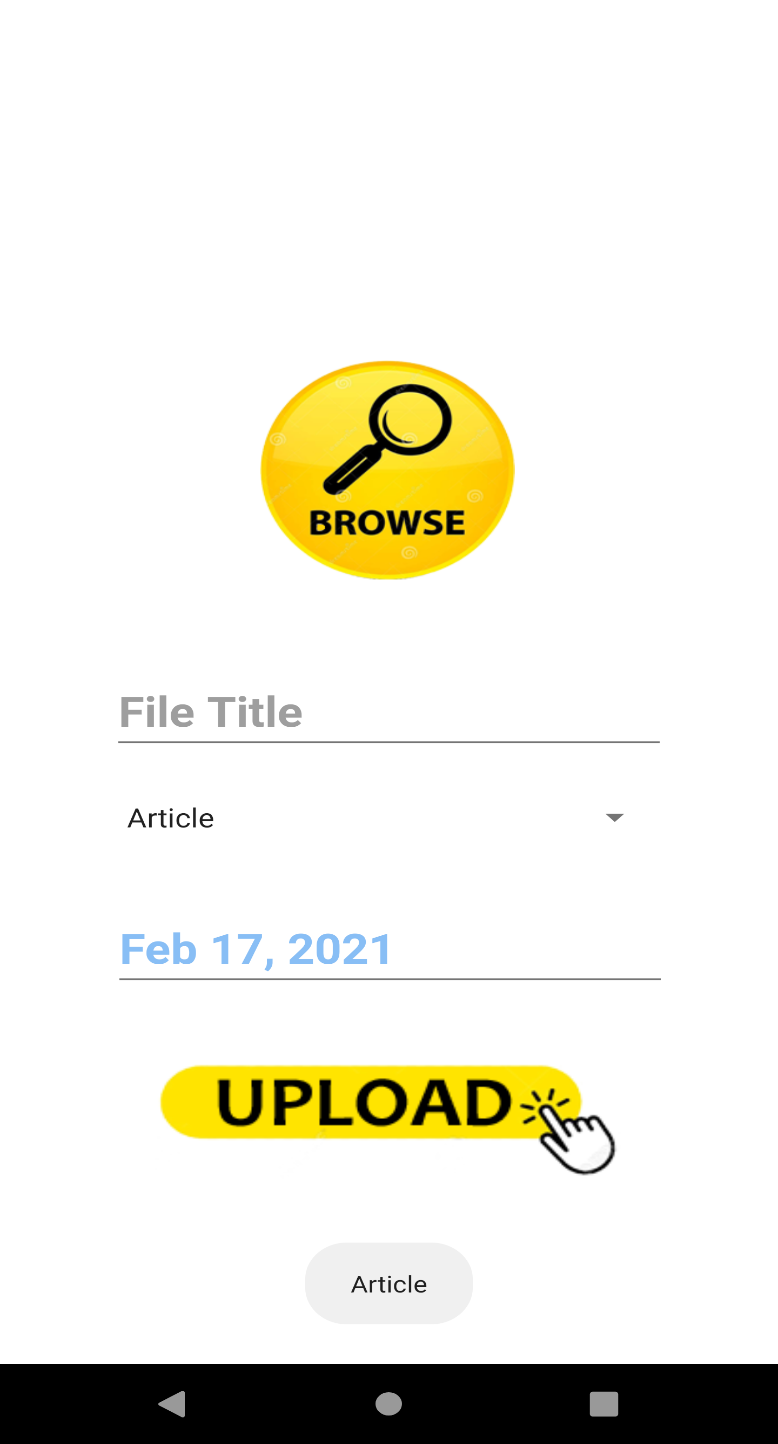 BROWSE
File Title
Article
Feb 17, 2021
UPLOAD
Article